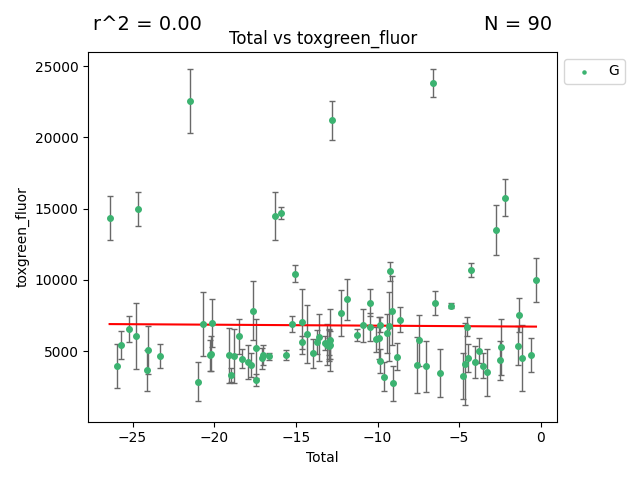 r^2 = 0.00
N = 90
Total vs toxgreen_fluor
G
25000
20000
15000
10000
5000
toxgreen_fluor
−25
−20
−15
−10
−5
0
Total